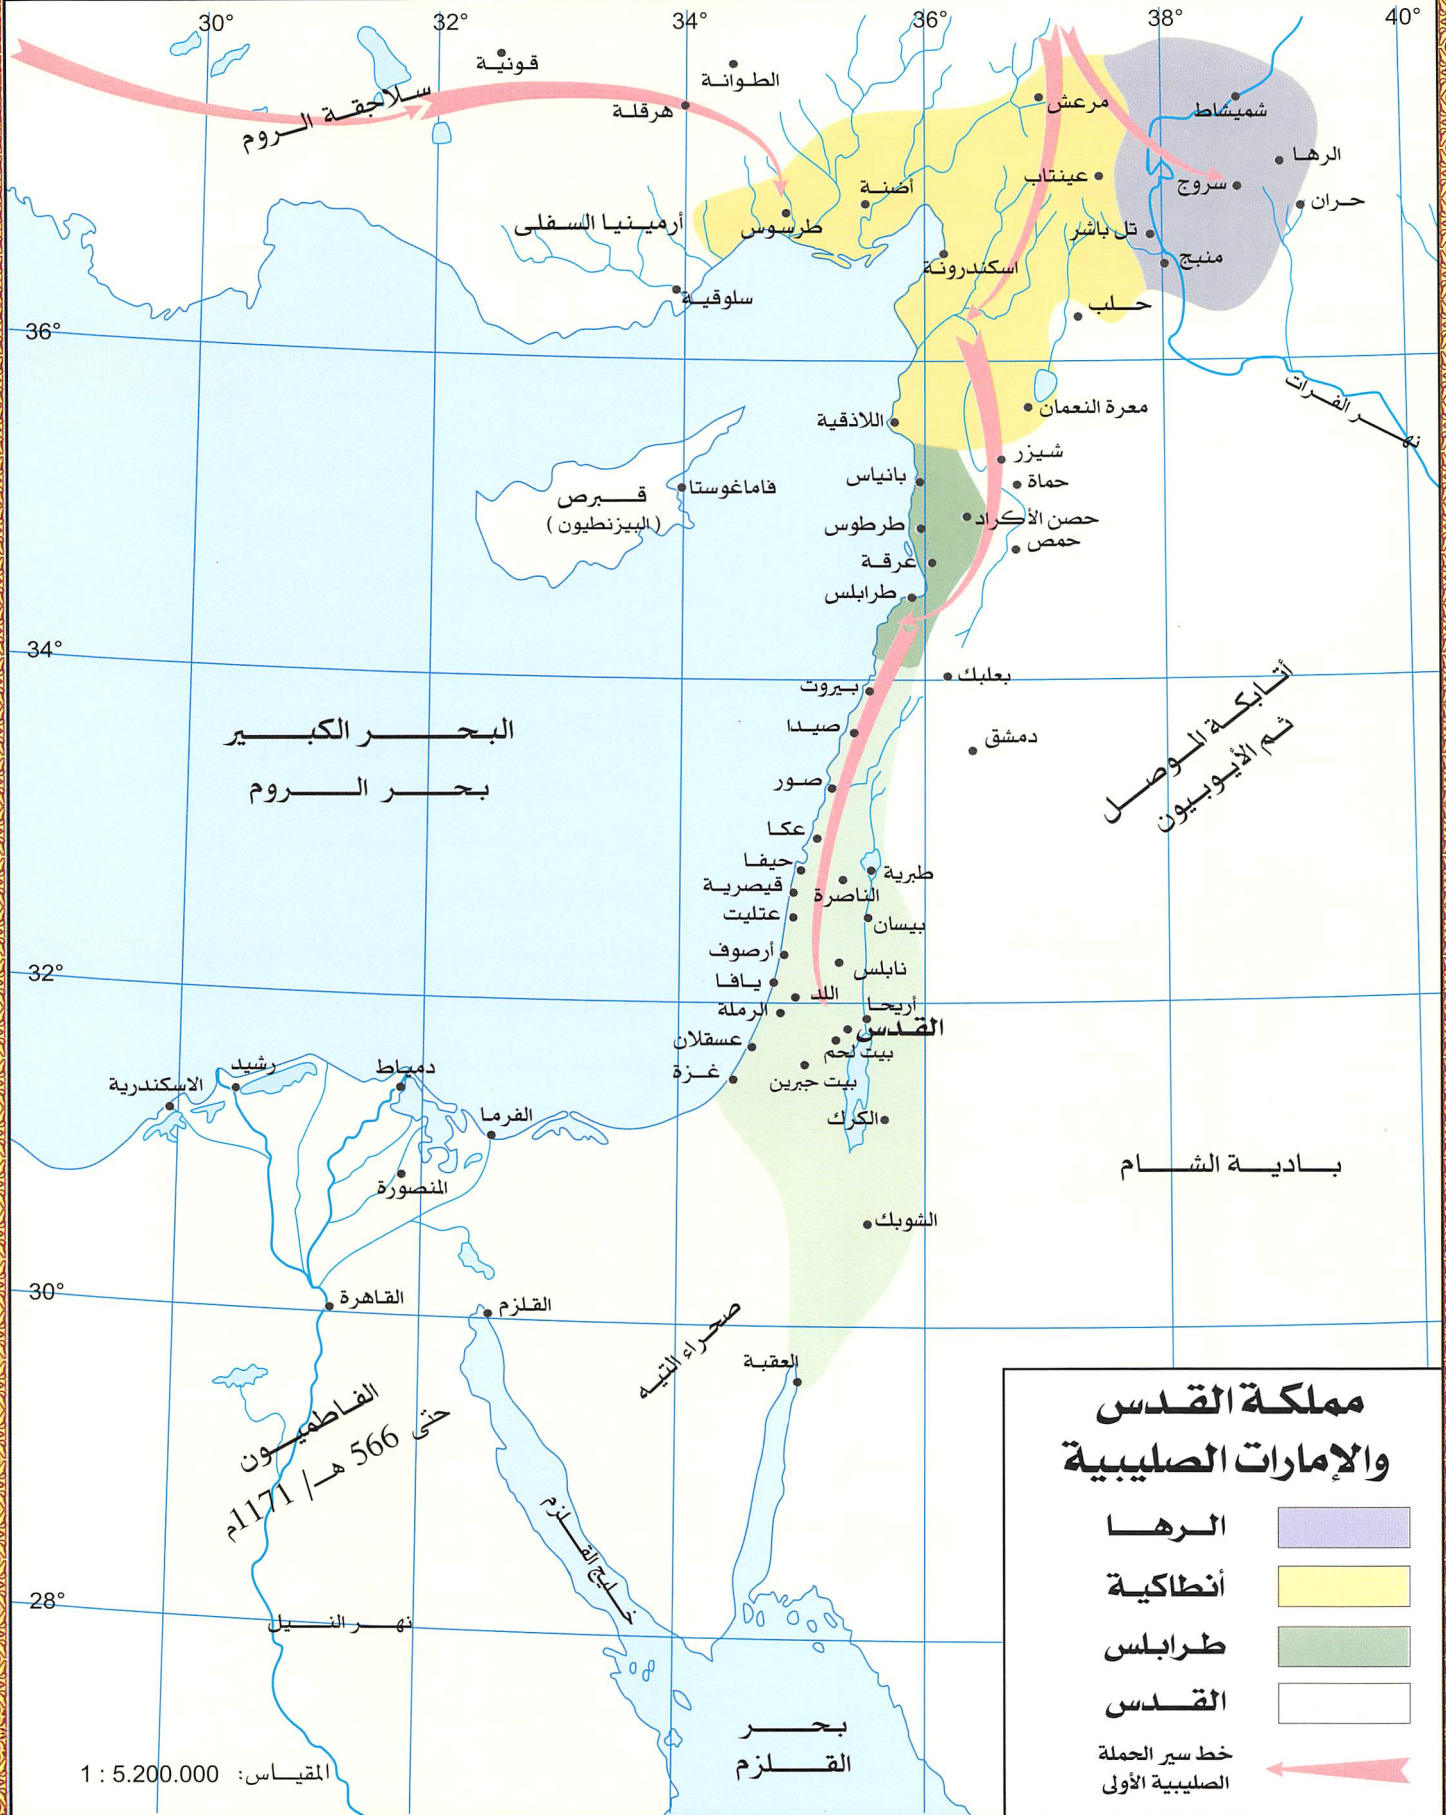 30°
32°
34°
36°
38°
40°
قونية
الطوانة
سلاجقة الروم
هرقلة
مرعش
شميشاط
الرها
عينتاب
سروج
حران
أضنة
أرمينيا السفلى
طرسوس
تل باشر
منبج
اسكندرونة
سلوقية
حلب
36°
نهر الفرات
معرة النعمان
اللاذقية
شيزر
بانياس
حماة
قبرص
(البيزنطيون)
فاماغوستا
حصن الأكراد
طرطوس
حمص
عرقة
طرابلس
34°
بعلبك
بيروت
أتابكة الموصل
ثم الأيوبيون
صيدا
دمشق
البحر الكبير
بحر الروم
صور
عكا
حيفا
طبرية
قيصرية
الناصرة
عتليت
بيسان
أرصوف
نابلس
32°
يافا
اللد
الرملة
أريحا
القدس
عسقلان
بيت لحم
غزة
بيت جبرين
الاسكندرية
رشيد
دمياط
الفرما
الكرك
بادية الشام
المنصورة
الشوبك
30°
القاهرة
القلزم
صحراء التيه
العقبة
الفاطميون
حتى 566 هـ/ 1171م
خليج القلزم
28°
نهر النيل
بحر
القلزم
المقياس: 1 : 5.200.000
مملكة القدس
والإمارات الصليبية
الرها
أنطاكية
طرابلس
القدس
خط سير الحملة
الصليبية الأولى